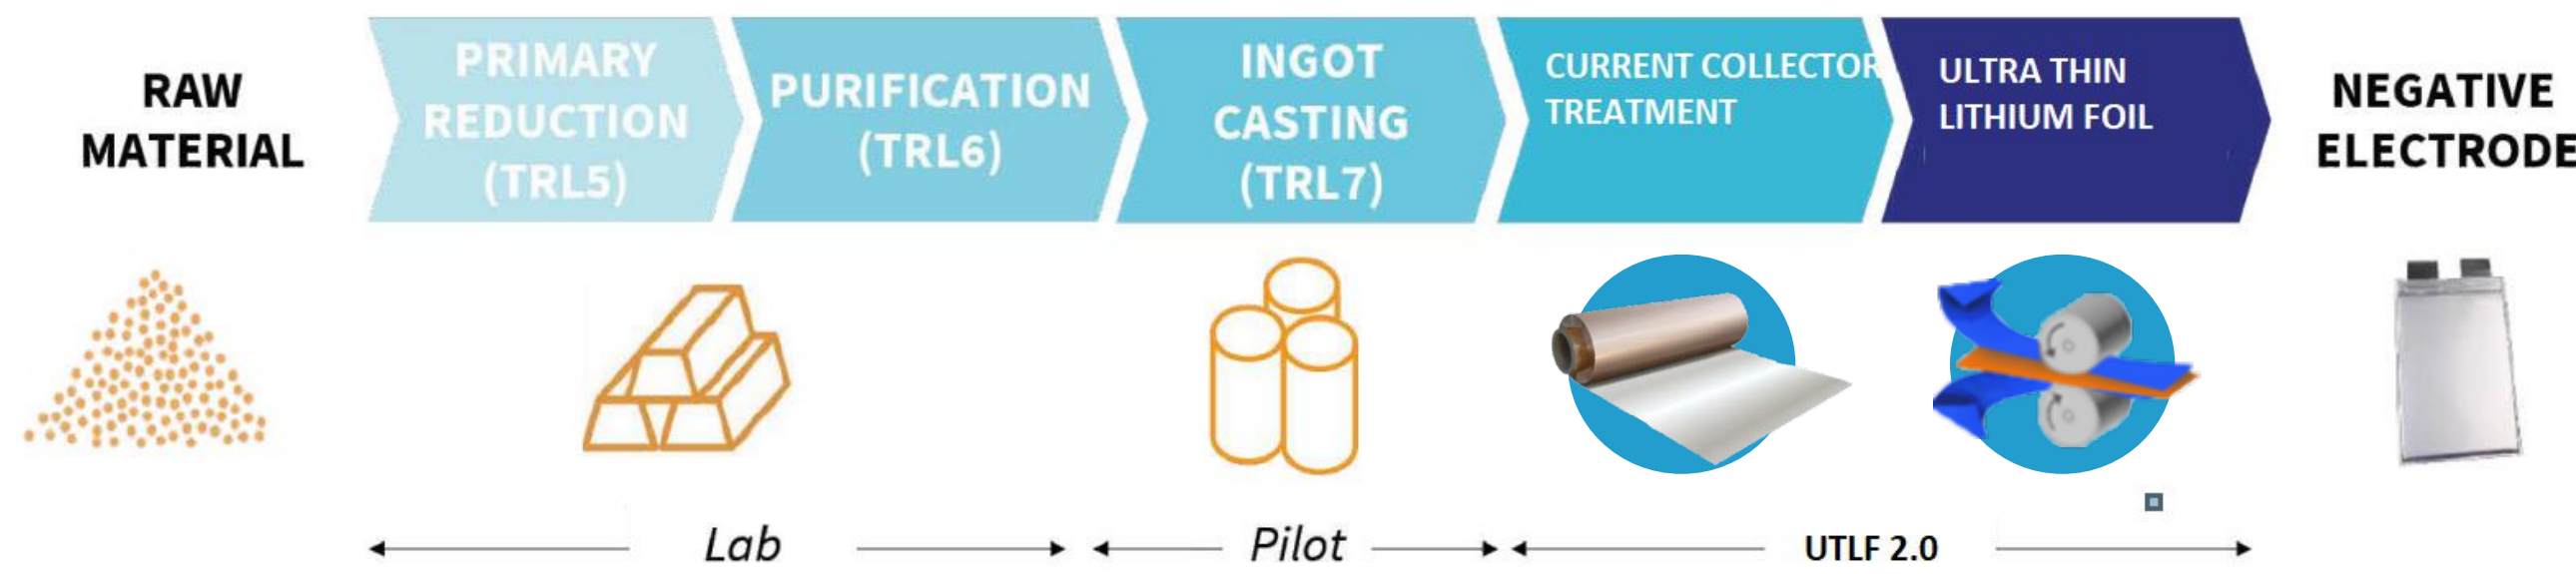 RAW
MATERIAL
PRIMARY
REDUCTION
(TRL5)
PURIFICATION
(TRL6)
INGOT
CASTING
(TRL7)
CURRENT COLLECTOR
TREATMENT
ULTRA THIN
LITHIUM FOIL
NEGATIVE
ELECTRODE
Lab
Pilot
UTLF 2.0